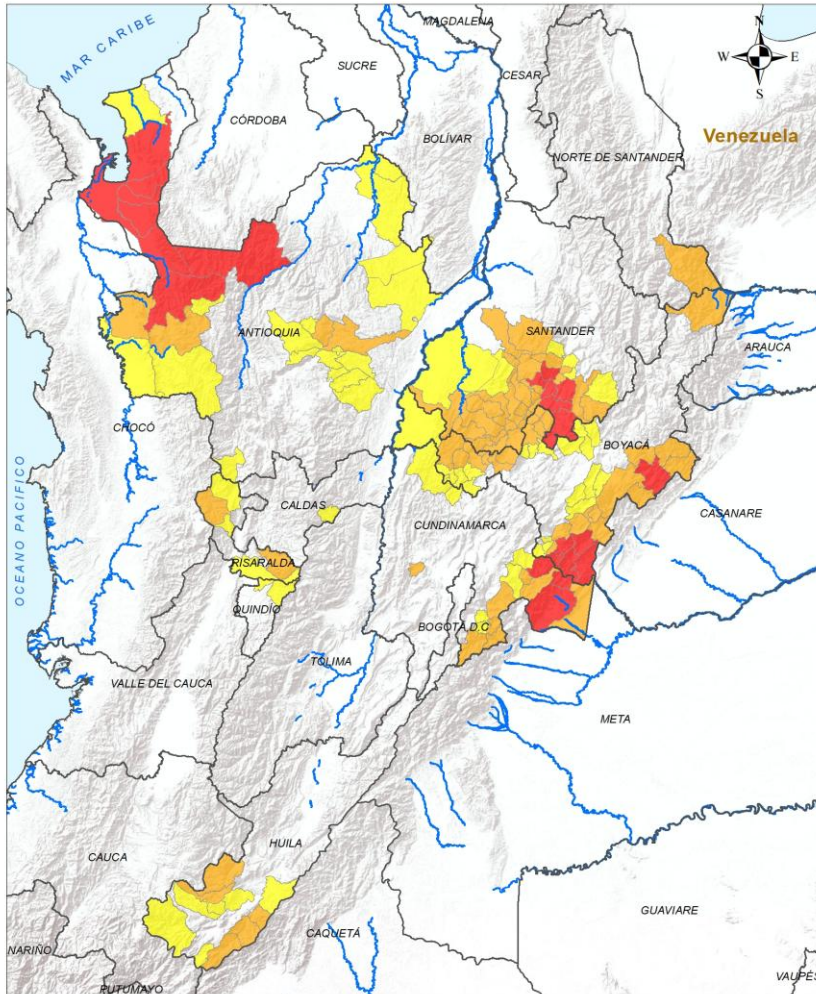 MAGDALENA
N
MAR CARIBE
SUCRE
W E
CESAR
S
CÓRDOBA
BOLÍVAR
Venezuela
NORTE DE SANTANDER
ANTIOQUIA
SANTANDER
ARAUCA
CHOCÓ
BOYACÁ
OCEANO PACIFICO
CALDAS
CUNDINAMARCA
CASANARE
RISARALDA
QUINDÍO
BOGOTÁ, D.C
TOLIMA
VALLE DEL CAUCA
META
HUILA
CAUCA
GUAVIARE
CAQUETÁ
NARIÑO
PUTUMAYO
VAUPÉS